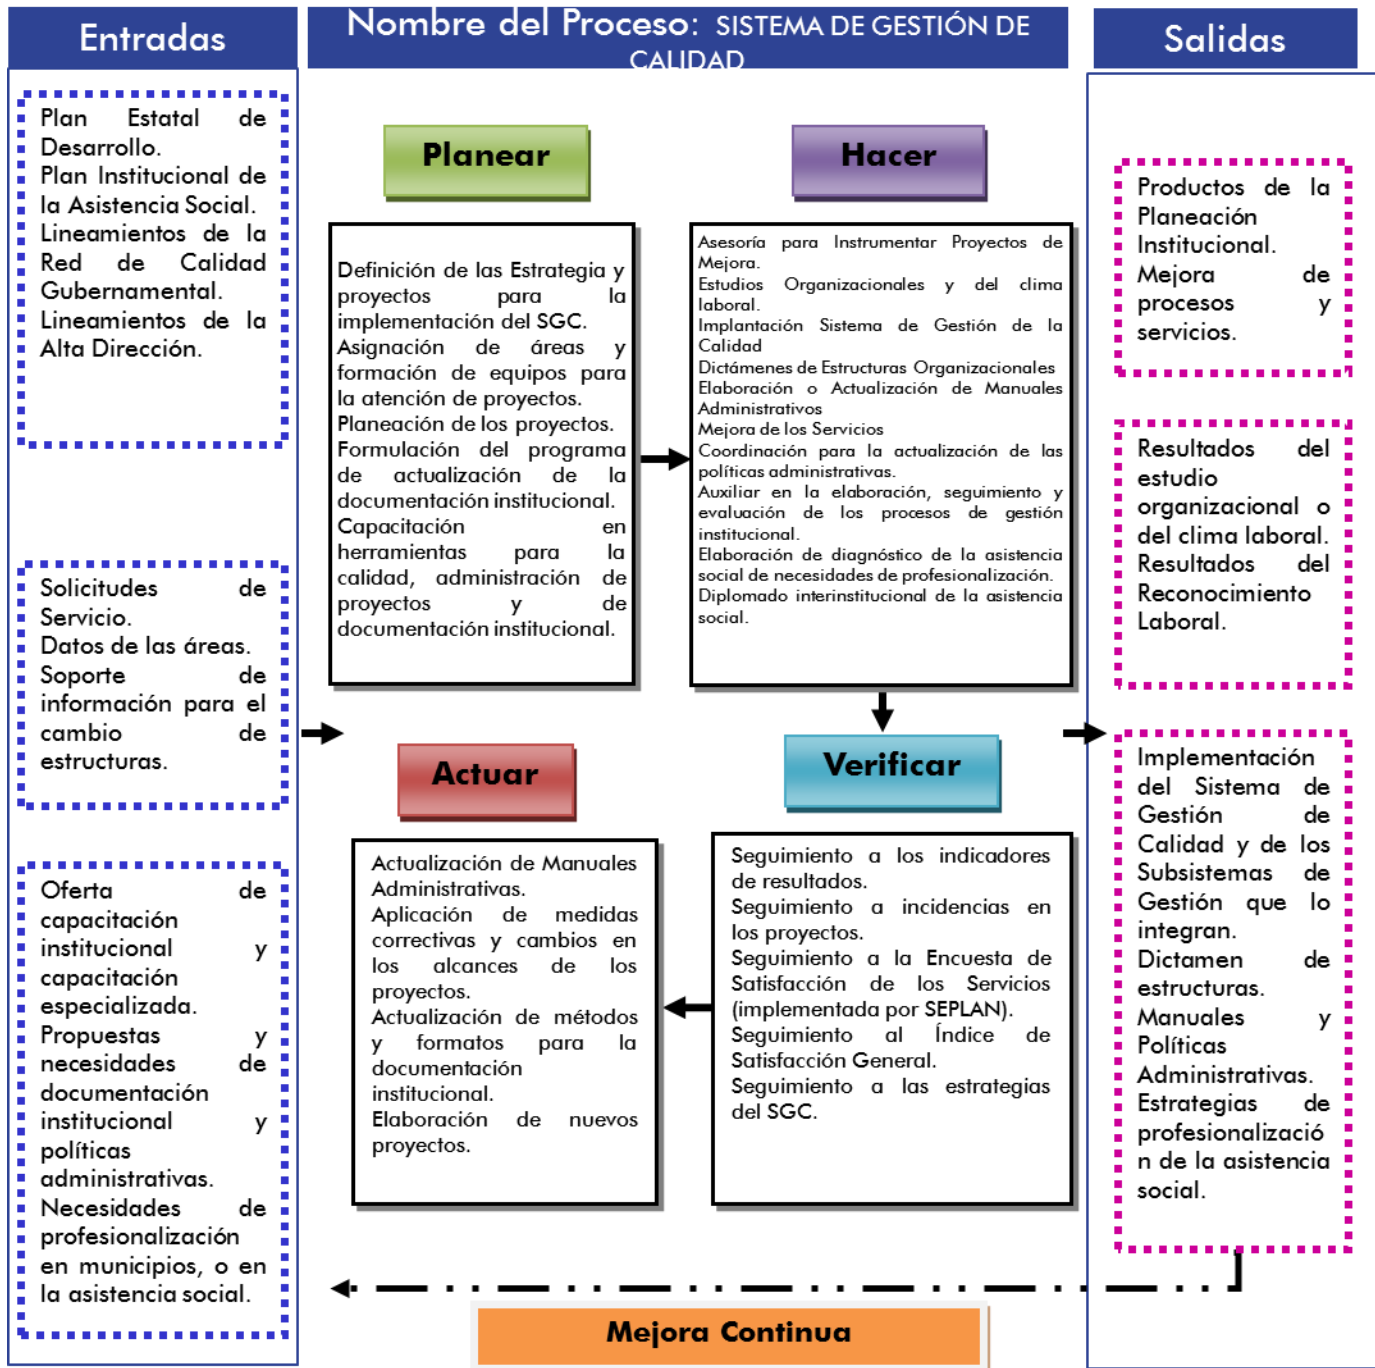 Entradas
Plan Estatal de
Desarrollo.
Plan Institucional de
la Asistencia Social.
Lineamientos de la
Red de Calidad
Gubernamental.
Lineamientos de la
Alta Dirección.
Solicitudes de
Servicio.
Datos de las áreas.
Soporte de
información para el
cambio de
estructuras.
Oferta de
capacitación
institucional y
capacitación
especializada.
Propuestas y
necesidades de
documentación
institucional y
políticas
administrativas.
Necesidades de
profesionalización
en municipios, o en
la asistencia social.
Nombre del Proceso: SISTEMA DE GESTIÓN DE
CALIDAD
Planear
Definición de las Estrategia y
proyectos para la
implementación del SGC.
Asignación de áreas y
formación de equipos para
la atención de proyectos.
Planeación de los proyectos.
Formulación del programa
de actualización de la
documentación institucional.
Capacitación en
herramientas para la
calidad, administración de
proyectos y de
documentación institucional.
Hacer
Asesoría para Instrumentar Proyectos de
Mejora.
Estudios Organizacionales y del clima
laboral.
Implantación Sistema de Gestión de la
Calidad
Dictámenes de Estructuras Organizacionales
Elaboración o Actualización de Manuales
Administrativos
Mejora de los Servicios
Coordinación para la actualización de las
políticas administrativas.
Auxiliar en la elaboración, seguimiento y
evaluación de los procesos de gestión
institucional.
Elaboración de diagnóstico de la asistencia
social de necesidades de profesionalización.
Diplomado interinstitucional de la asistencia
social.
Actuar
Actualización de Manuales
Administrativas.
Aplicación de medidas
correctivas y cambios en
los alcances de los
proyectos.
Actualización de métodos
y formatos para la
documentación
institucional.
Elaboración de nuevos
proyectos.
Verificar
Seguimiento a los indicadores
de resultados.
Seguimiento a incidencias en
los proyectos.
Seguimiento a la Encuesta de
Satisfacción de los Servicios
(implementada por SEPLAN).
Seguimiento al Índice de
Satisfacción General.
Seguimiento a las estrategias
del SGC.
Salidas
Productos de la
Planeación
Institucional.
Mejora de
procesos y
servicios.
Resultados del
estudio
organizacional o
del clima laboral.
Resultados del
Reconocimiento
Laboral.
Implementación
del Sistema de
Gestión de
Calidad y de los
Subsistemas de
Gestión que lo
integran.
Dictamen de
estructuras.
Manuales y
Políticas
Administrativas.
Estrategias de
profesionalizació
n de la asistencia
social.
Mejora Continua